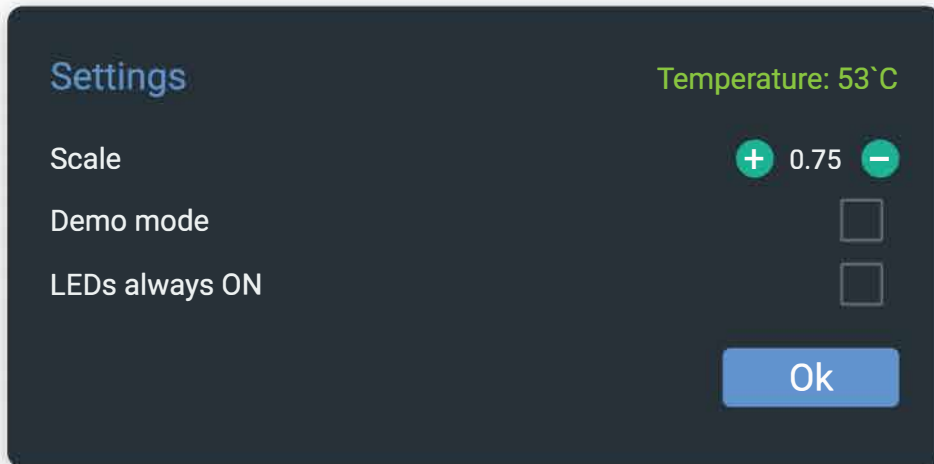 Settings
Temperature: 53`C
Scale + 0.75 −
Demo mode
LEDs always ON
Ok